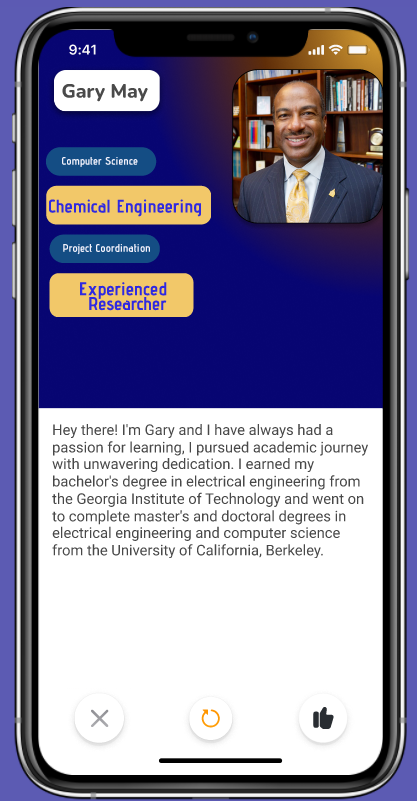 9:41
Gary May
Computer Science
Chemical Engineering
Project Coordination
Experienced
Researcher
Hey there! I'm Gary and I have always had a
passion for learning, I pursued academic journey
with unwavering dedication. I earned my
bachelor's degree in electrical engineering from
the Georgia Institute of Technology and went on
to complete master's and doctoral degrees in
electrical engineering and computer science
from the University of California, Berkeley.